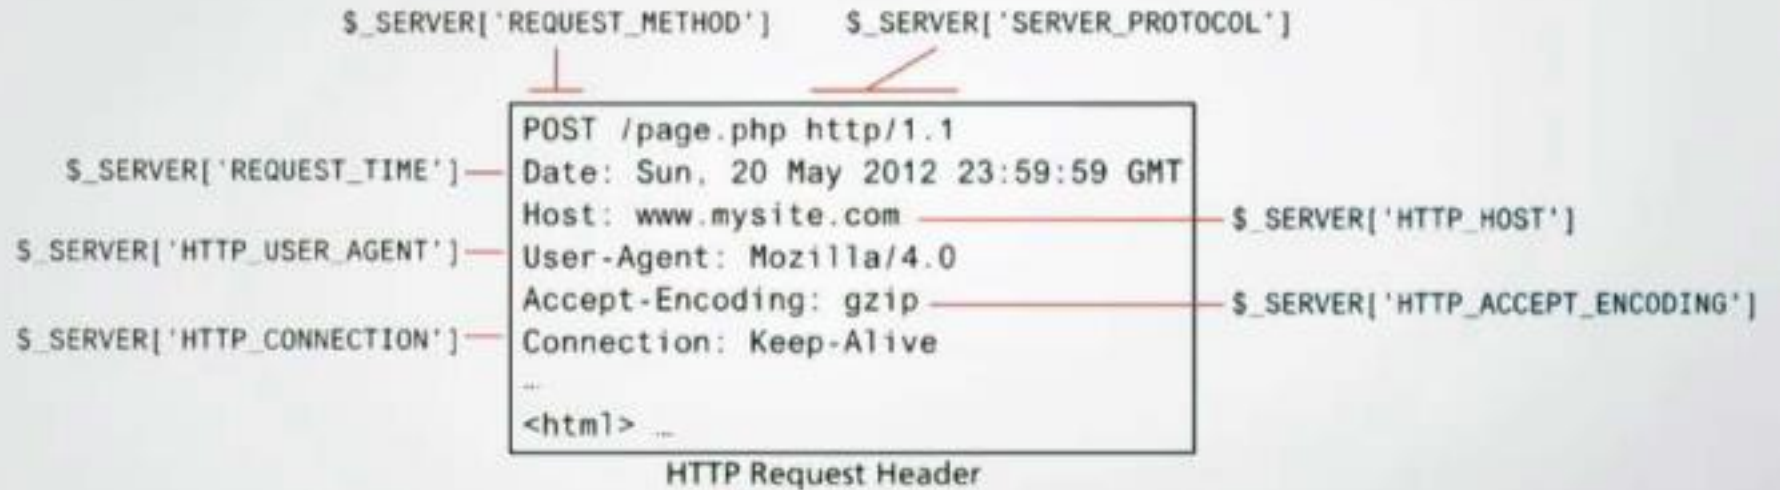 $_SERVER['REQUEST_METHOD']
$_SERVER['SERVER_PROTOCOL']
POST /page.php http/1.1
$_SERVER['REQUEST_TIME']
Date: Sun, 20 May 2012 23:59:59 GMT
Host: www.mysite.com
$_SERVER['HTTP_HOST']
$_SERVER['HTTP_USER_AGENT']
User-Agent: Mozilla/4.0
Accept-Encoding: gzip
$_SERVER['HTTP_ACCEPT_ENCODING']
$_SERVER['HTTP_CONNECTION']
Connection: Keep-Alive
…
<html> …
HTTP Request Header